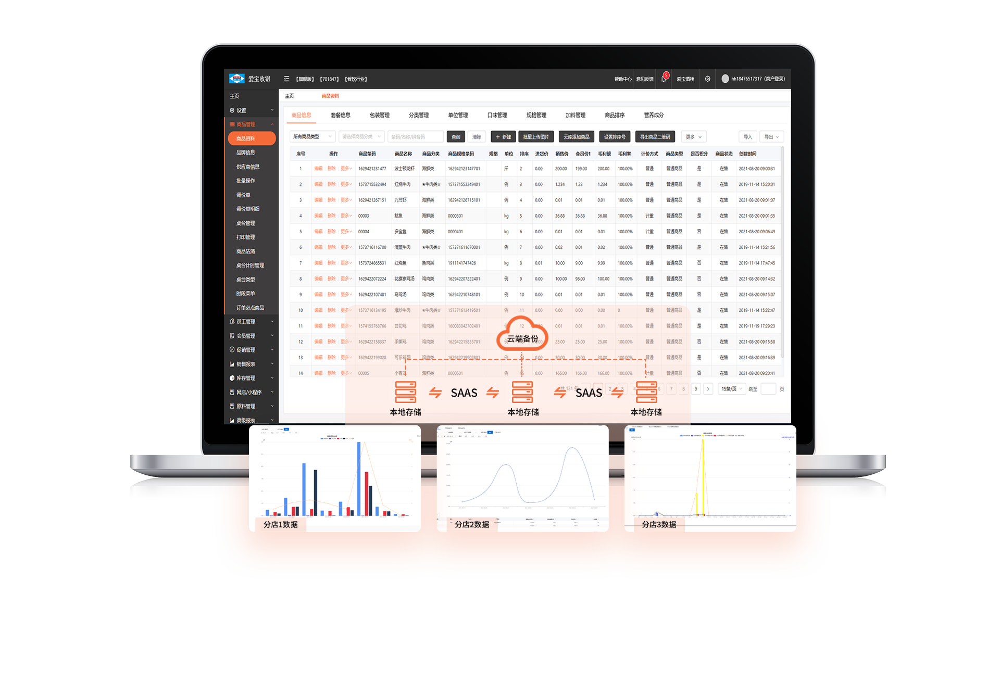 爱宝收银
【旗舰版】 【701847】 【餐饮行业】
帮助中心 意见反馈 5 爱宝酒楼 hh18476517317 (商户登录)
主页
设置
商品管理
商品资料
品牌信息
供应商信息
批量操作
调价单
调价单明细
桌台管理
打印管理
商品沽清
桌台计时管理
桌台类型
时段菜单
订单必点商品
员工管理
会员管理
促销管理
销售报表
库存管理
网店/小程序
原料管理
高级报表
主页 商品资料
商品信息 套餐信息 包装管理 分类管理 单位管理 口味管理 规格管理 加料管理 商品排序 营养成分
所有商品类型 请选择商品分类 条码/名称/拼音码 查询 清除 + 新建 批量上传图片 云库添加商品 设置排序号 导出商品二维码 更多 导入 导出
序号 操作 商品条码 商品名称 商品分类 商品规格条码 规格 单位 排序 进货价 销售价 会员价1 毛利额 毛利率 计价方式 商品类型 是否积分 商品状态 创建时间
1 编辑 删除 更多 1629421231477 波士顿龙虾 海鲜类 162942123147701 斤 2 0.00 200.00 199.00 200.00 100.00% 普通 普通商品 是 在售 2021-08-20 09:00:31
2 编辑 删除 更多 1573715532494 红烧牛肉 ★牛肉类☆ 157371553249401 例 3 0.00 1.234 1.23 1.234 100.00% 普通 普通商品 是 在售 2019-11-14 15:20:01
3 编辑 删除 更多 1629421267151 九节虾 海鲜类 162942126715101 例 4 0.00 0.01 0.01 0.01 100.00% 普通 普通商品 是 在售 2021-08-20 09:01:07
4 编辑 删除 更多 00003 鱿鱼 海鲜类 0000301 kg 5 0.00 36.88 36.88 36.88 100.00% 计重 普通商品 是 在售 2021-08-20 09:01:35
5 编辑 删除 更多 00004 多宝鱼 海鲜类 0000401 kg 6 0.00 0.01 0.01 0.01 100.00% 计重 普通商品 否 在售 2021-08-20 09:06:49
6 编辑 删除 更多 1573716116700 清蒸牛肉 ★牛肉类☆ 157371611670001 例 7 0.00 0.02 0.01 0.02 100.00% 普通 普通商品 是 在售 2019-11-14 15:21:56
7 编辑 删除 更多 1573724865531 红烧鱼 鱼肉类 1911141747426 kg 8 0.01 10.00 9.00 9.99 100.00% 普通 普通商品 否 在售 2019-11-14 17:47:45
8 编辑 删除 更多 1629422072224 花旗参鸡汤 鸡肉类 162942207222401 例 9 0.00 100.00 98.00 100.00 100.00% 普通 普通商品 否 在售 2021-08-20 09:14:32
9 编辑 删除 更多 1629422107481 乌鸡汤 鸡肉类 162942210748101 例 10 0.00 0.01 0.01 0.01 100.00% 普通 普通商品 否 在售 2021-08-20 09:15:07
10 编辑 删除 更多 1573716134195 爆炒牛肉 ★牛肉类☆ 157371613419501 例 11 0.00 0.00 0.00 0.00 0 普通 普通商品 是 在售 2019-11-14 15:22:47
11 编辑 删除 更多 1574155763766 白切鸡 鸡肉类 160083042702401 例 12 0.01 0.01 0.01 100.00% 普通 普通商品 是 在售 2019-11-19 17:29:23
12 编辑 删除 更多 1629422158337 手撕鸡 鸡肉类 162942215833701 例 25.00 25.00 25.00 100.00% 普通 普通商品 否 在售 2021-08-20 09:15:58
13 编辑 删除 更多 1629422199028 可乐鸡翅 鸡肉类 162942219902801 例 14 0.00 30.00 30.00 30.00 100.00% 普通 普通商品 是 在售 2021-08-20 09:16:39
14 编辑 删除 更多 00005 小青龙 海鲜类 0000501 例 15 0.00 166.00 166.00 166.00 100.00% 计重 普通商品 否 在售 2021-08-20 09:20:41
共 131 条 2 3 4 6 7 8 9 15条/页 跳至 页
云端备份
SAAS SAAS
本地存储 本地存储 本地存储
分店1数据 分店2数据 分店3数据